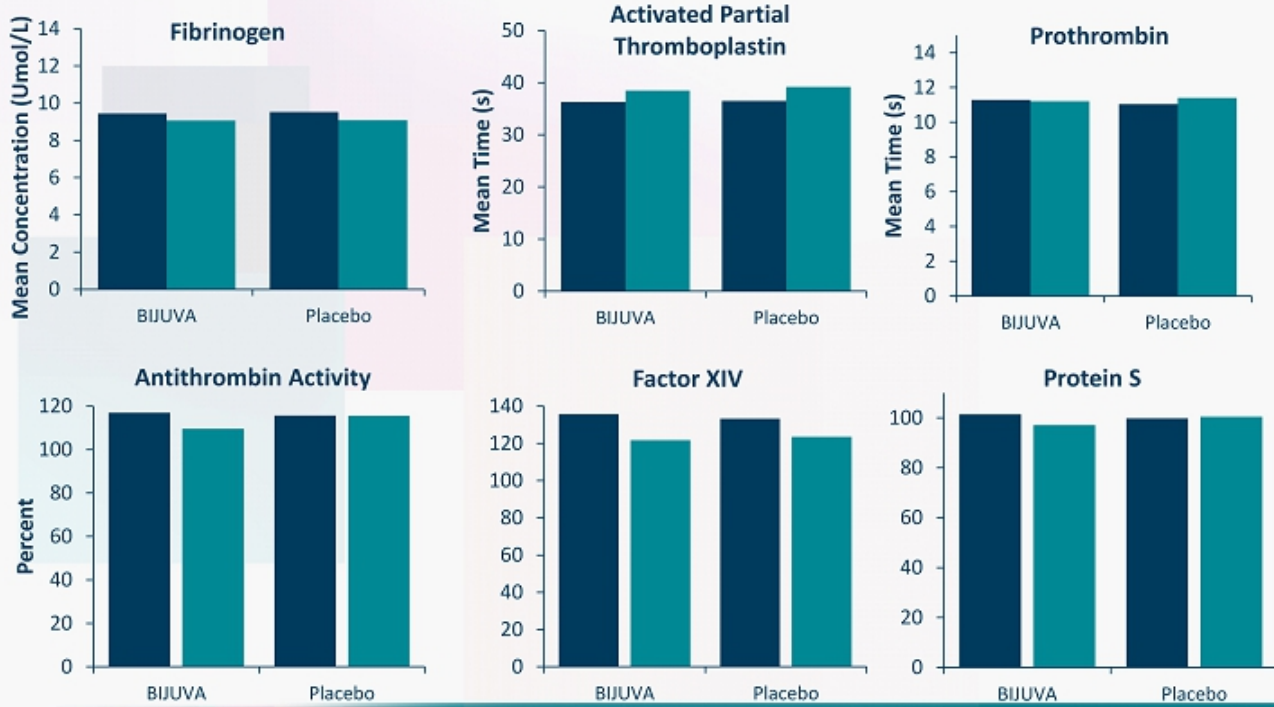 Fibrinogen
Mean Concentration (Umol/L)
14
12
10
8
6
4
2
0
BIJUVA
Placebo
Activated Partial
Thromboplastin
Mean Time (s)
50
40
30
20
10
0
BIJUVA
Placebo
Prothrombin
Mean Time (s)
14
12
10
8
6
4
2
0
BIJUVA
Placebo
Antithrombin Activity
Percent
120
100
80
60
40
20
0
BIJUVA
Placebo
Factor XIV
140
120
100
80
60
40
20
0
BIJUVA
Placebo
Protein S
100
80
60
40
20
0
BIJUVA
Placebo